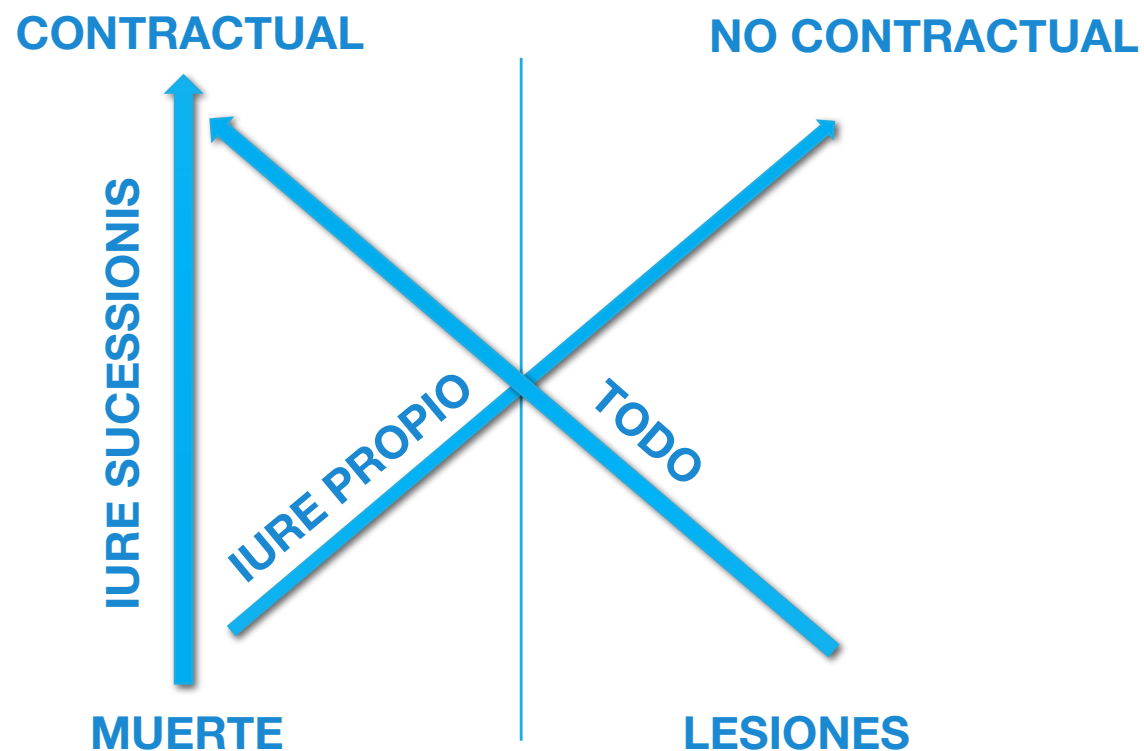 CONTRACTUAL
NO CONTRACTUAL
IURE SUCESSIONIS
IURE PROPIO
TODO
MUERTE
LESIONES